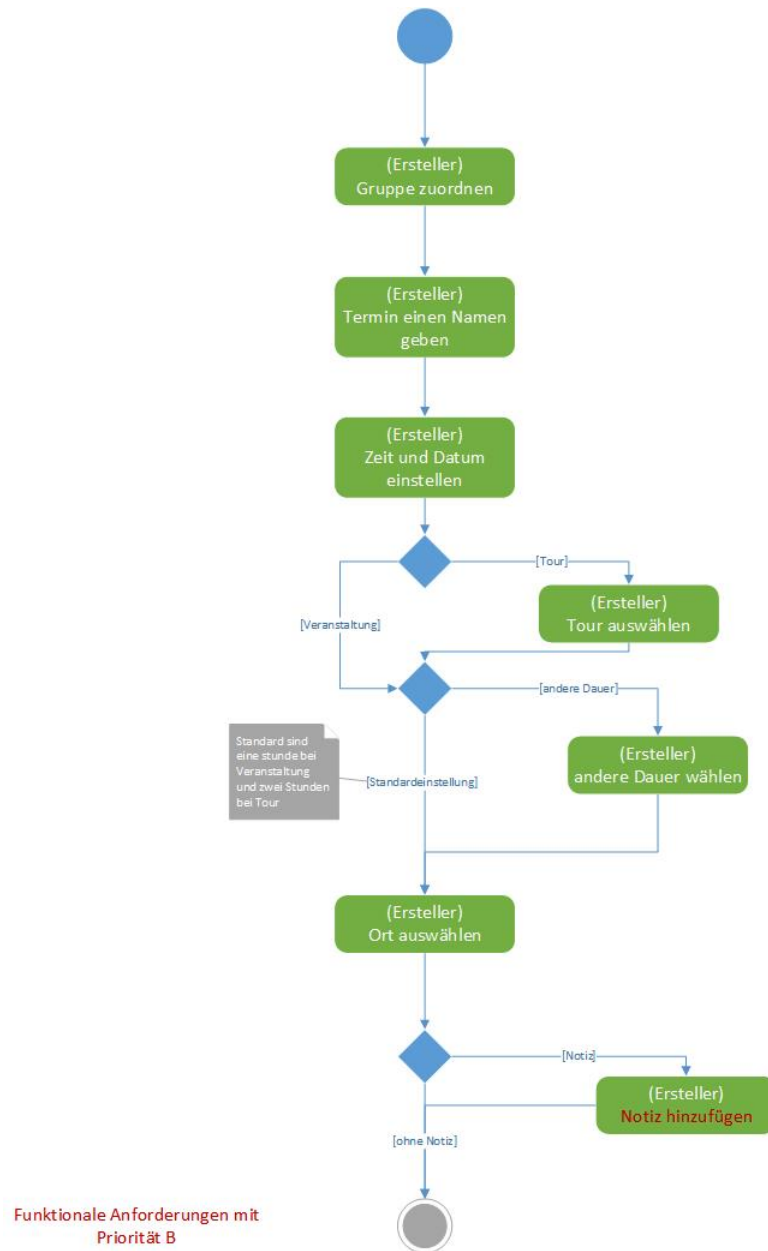 (Ersteller)
Gruppe zuordnen
(Ersteller)
Termin einen Namen
geben
(Ersteller)
Zeit und Datum
einstellen
[Tour]
(Ersteller)
Tour auswählen
[Veranstaltung]
[andere Dauer]
Standard sind
eine stunde bei
Veranstaltung
und zwei Stunden
bei Tour
[Standardeinstellung]
(Ersteller)
andere Dauer wählen
(Ersteller)
Ort auswählen
[Notiz]
(Ersteller)
Notiz hinzufügen
[ohne Notiz]
Funktionale Anforderungen mit
Priorität B